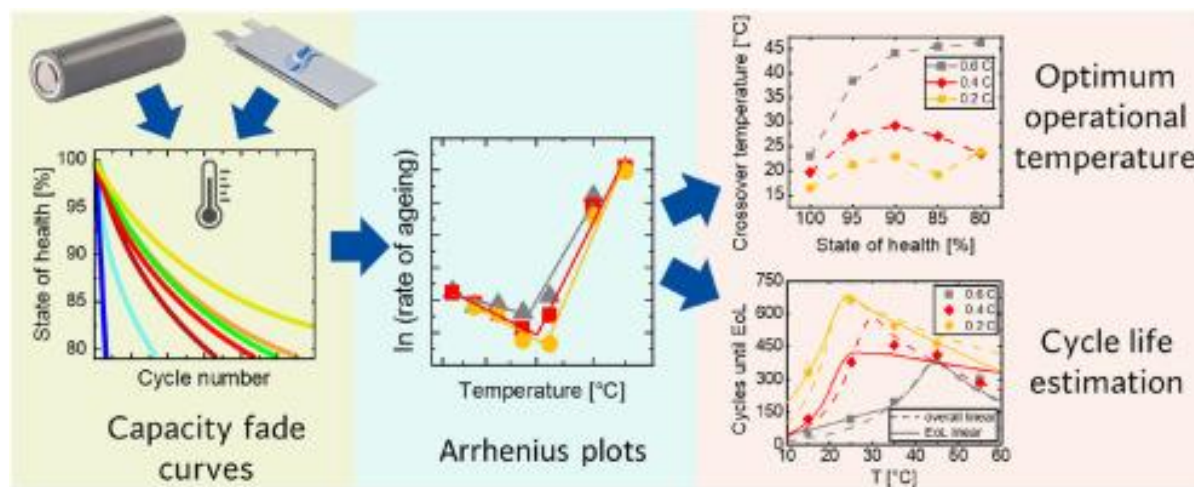 State of health [%]
100
95
90
85
80
Cycle number
Capacity fade
curves
ln (rate of ageing)
Temperature [°C]
Arrhenius plots
Crossover temperature [°C]
45
40
35
30
25
20
15
0.6 C
0.4 C
0.2 C
100 95 90 85 80
State of health [%]
Optimum
operational
temperature
Cycles until EoL
750
600
450
300
150
0
0.6 C
0.4 C
0.2 C
overall linear
EoL linear
10 20 30 40 50 60
T [°C]
Cycle life
estimation